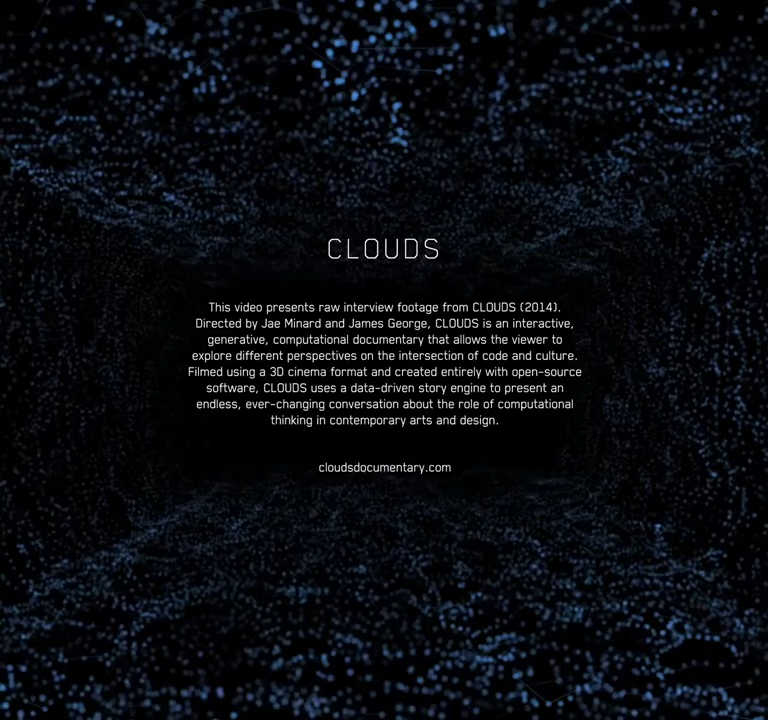 CLOUDS
This video presents raw interview footage from CLOUDS (2014).
Directed by Jae Minard and James George, CLOUDS is an interactive,
generative, computational documentary that allows the viewer to
explore different perspectives on the intersection of code and culture.
Filmed using a 3D cinema format and created entirely with open-source
software, CLOUDS uses a data-driven story engine to present an
endless, ever-changing conversation about the role of computational
thinking in contemporary arts and design.
cloudsdocumentary.com